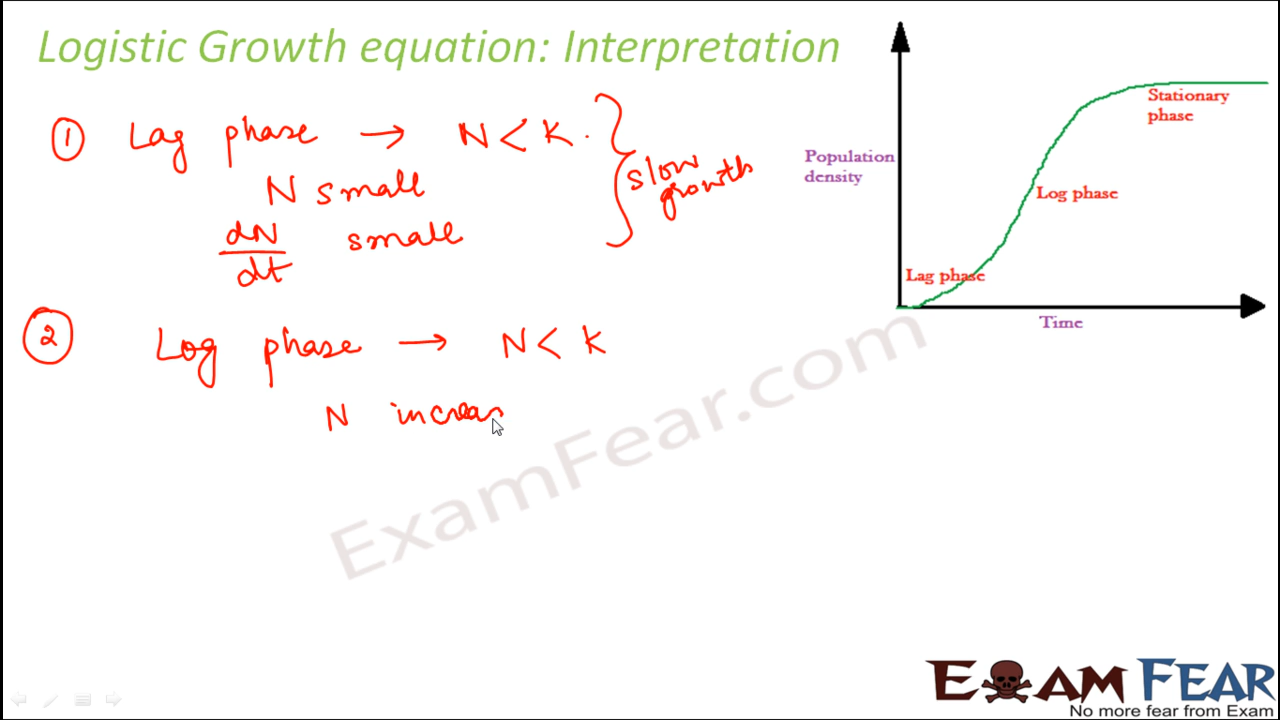 Logistic Growth equation: Interpretation
① Lag phase → N < K.
N small
dN
dt
small
slow
growth
② Log phase → N < K
N increas
Population
density
Stationary
phase
Log phase
Lag phase
Time
ExamFear.com
EXAM FEAR
No more fear from Exam